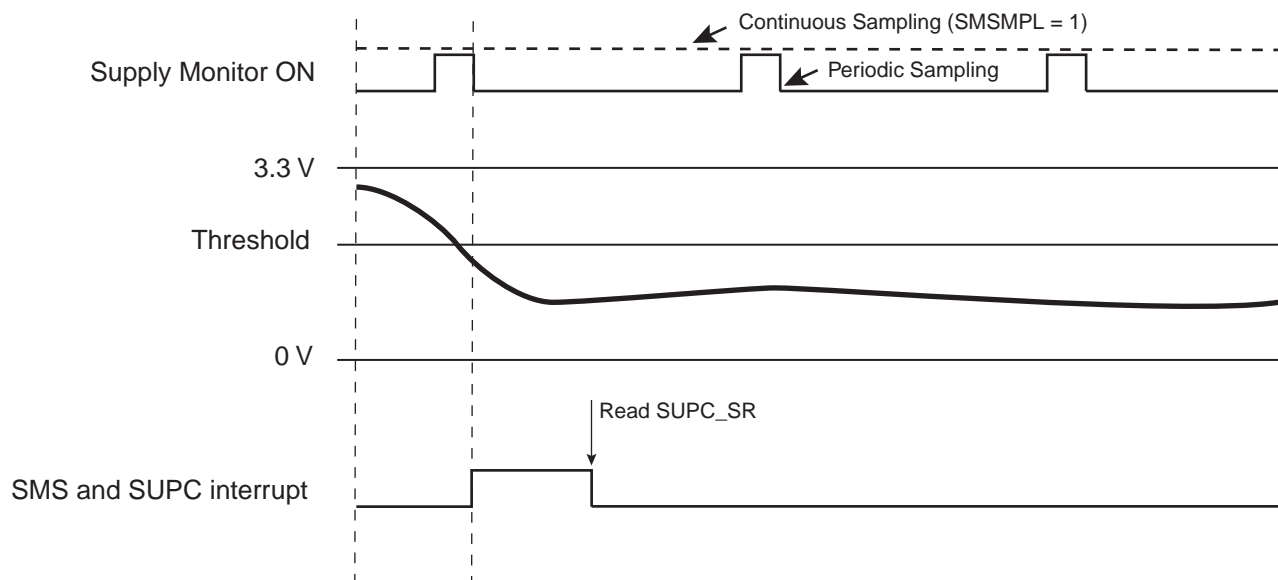 Continuous Sampling (SMSMPL = 1)
Supply Monitor ON
Periodic Sampling
3.3 V
Threshold
0 V
Read SUPC_SR
SMS and SUPC interrupt